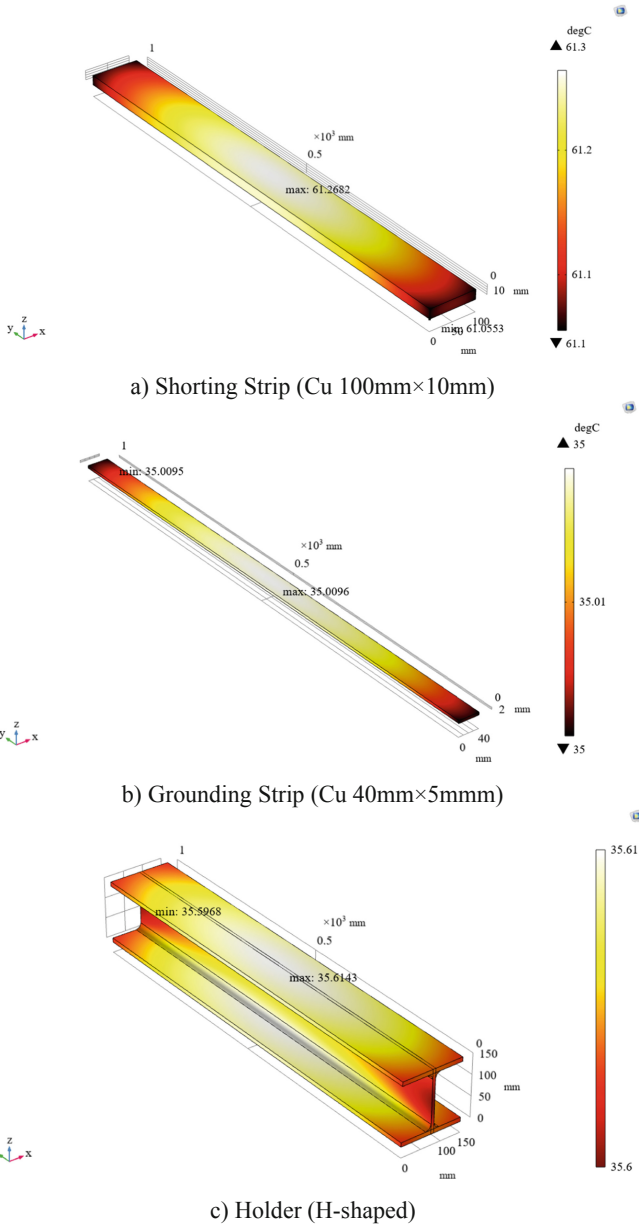 degC
61.3
1
×10³ mm
0.5
61.2
max: 61.2682
0
10 mm
61.1
100
50
min: 61.0553
0
mm
61.1
y z x
a) Shorting Strip (Cu 100mm×10mm)
degC
35
1
min: 35.0095
×10³ mm
0.5
max: 35.0096
35.01
0
2 mm
40
0
mm
35
y z x
b) Grounding Strip (Cu 40mm×5mmm)
35.61
1
min: 35.5968
×10³ mm
0.5
max: 35.6143
0
150
100
50
0
mm
150
100
0
mm
35.6
z x
c) Holder (H-shaped)